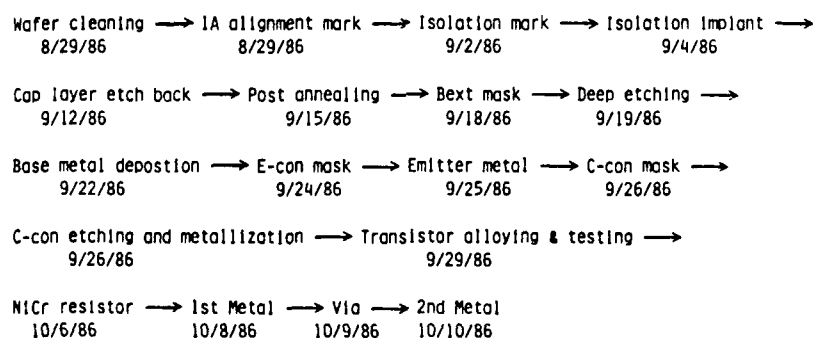 Wafer cleaning → IA alignment mark → Isolation mark → Isolation implant →
8/29/86 8/29/86 9/2/86 9/4/86
Cap layer etch back → Post annealing → Bext mask → Deep etching →
9/12/86 9/15/86 9/18/86 9/19/86
Base metal depostion → E-con mask → Emitter metal → C-con mask →
9/22/86 9/24/86 9/25/86 9/26/86
C-con etching and metallization → Transistor alloying & testing →
9/26/86 9/29/86
NiCr resistor → 1st Metal → Via → 2nd Metal
10/6/86 10/8/86 10/9/86 10/10/86